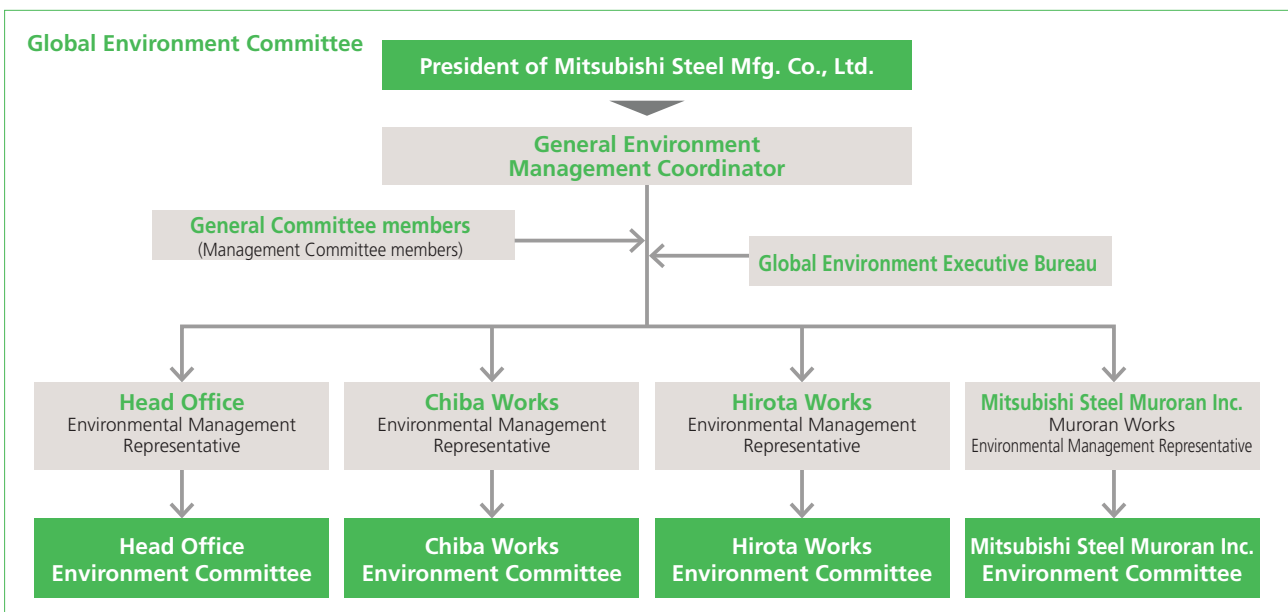 Global Environment Committee
President of Mitsubishi Steel Mfg. Co., Ltd.
General Environment
Management Coordinator
General Committee members
(Management Committee members)
Global Environment Executive Bureau
Head Office
Environmental Management
Representative
Chiba Works
Environmental Management
Representative
Hirota Works
Environmental Management
Representative
Mitsubishi Steel Muroran Inc.
Muroran Works
Environmental Management Representative
Head Office
Environment Committee
Chiba Works
Environment Committee
Hirota Works
Environment Committee
Mitsubishi Steel Muroran Inc.
Environment Committee